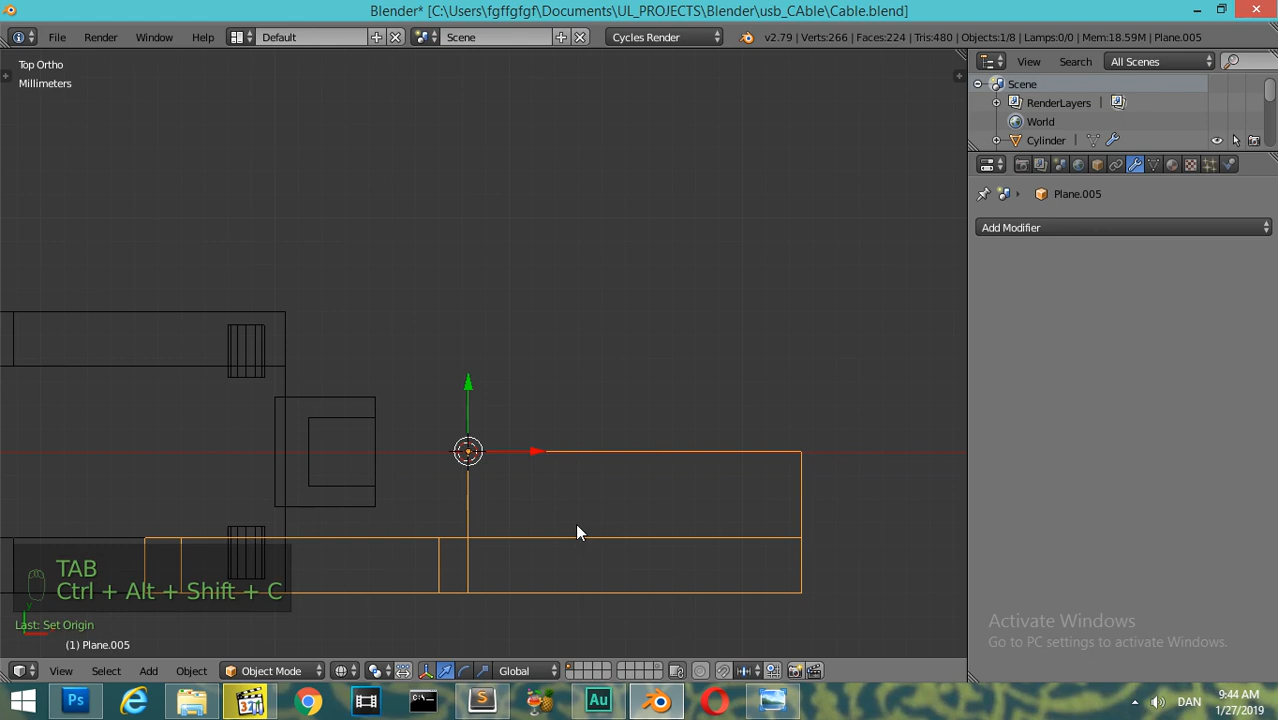 Blender* [C:\Users\fgffgfgf\Documents\UL_PROJECTS\Blender\usb_CAble\Cable.blend]
File Render Window Help Default Scene Cycles Render v2.79 | Verts:266 | Faces:224 | Tris:480 | Objects:1/8 | Lamps:0/0 | Mem:18.59M | Plane.005
Top Ortho
Millimeters
View Search All Scenes
Scene
RenderLayers
World
Cylinder
Plane.005
Add Modifier
TAB
Ctrl + Alt + Shift + C
Last: Set Origin
(1) Plane.005
Activate Windows
Go to PC settings to activate Windows.
View Select Add Object Object Mode Global
DAN
9:44 AM
1/27/2019